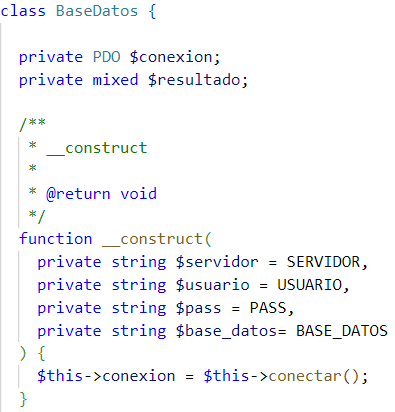 class BaseDatos {
private PDO $conexion;
private mixed $resultado;
/**
* __construct
*
* @return void
*/
function __construct(
private string $servidor = SERVIDOR,
private string $usuario = USUARIO,
private string $pass = PASS,
private string $base_datos= BASE_DATOS
) {
$this->conexion = $this->conectar();
}